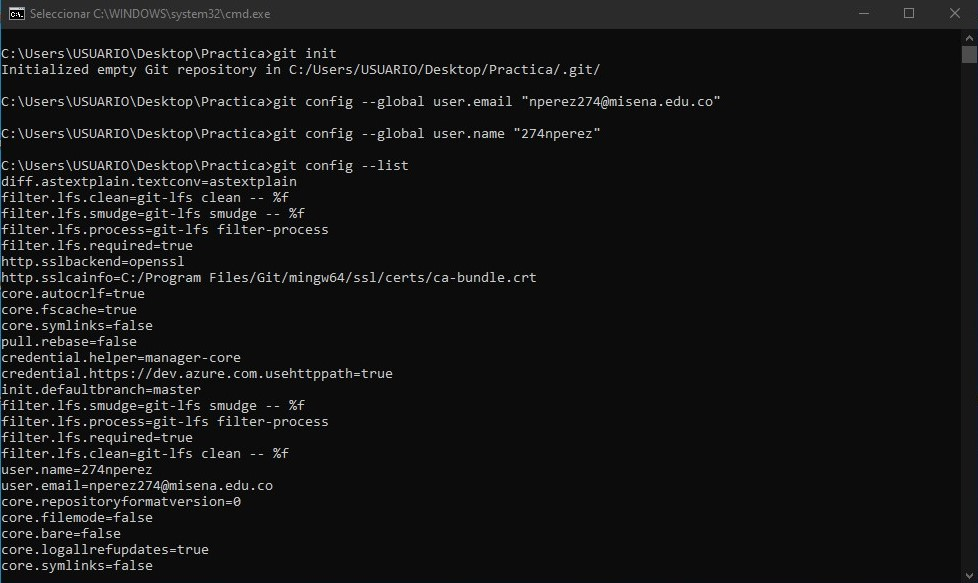 Seleccionar C:\WINDOWS\system32\cmd.exe
C:\Users\USUARIO\Desktop\Practica>git init
Initialized empty Git repository in C:/Users/USUARIO/Desktop/Practica/.git/
C:\Users\USUARIO\Desktop\Practica>git config --global user.email "nperez274@misena.edu.co"
C:\Users\USUARIO\Desktop\Practica>git config --global user.name "274nperez"
C:\Users\USUARIO\Desktop\Practica>git config --list
diff.astextplain.textconv=astextplain
filter.lfs.clean=git-lfs clean -- %f
filter.lfs.smudge=git-lfs smudge -- %f
filter.lfs.process=git-lfs filter-process
filter.lfs.required=true
http.sslbackend=openssl
http.sslcainfo=C:/Program Files/Git/mingw64/ssl/certs/ca-bundle.crt
core.autocrlf=true
core.fscache=true
core.symlinks=false
pull.rebase=false
credential.helper=manager-core
credential.https://dev.azure.com.usehttppath=true
init.defaultbranch=master
filter.lfs.smudge=git-lfs smudge -- %f
filter.lfs.process=git-lfs filter-process
filter.lfs.required=true
filter.lfs.clean=git-lfs clean -- %f
user.name=274nperez
user.email=nperez274@misena.edu.co
core.repositoryformatversion=0
core.filemode=false
core.bare=false
core.logallrefupdates=true
core.symlinks=false